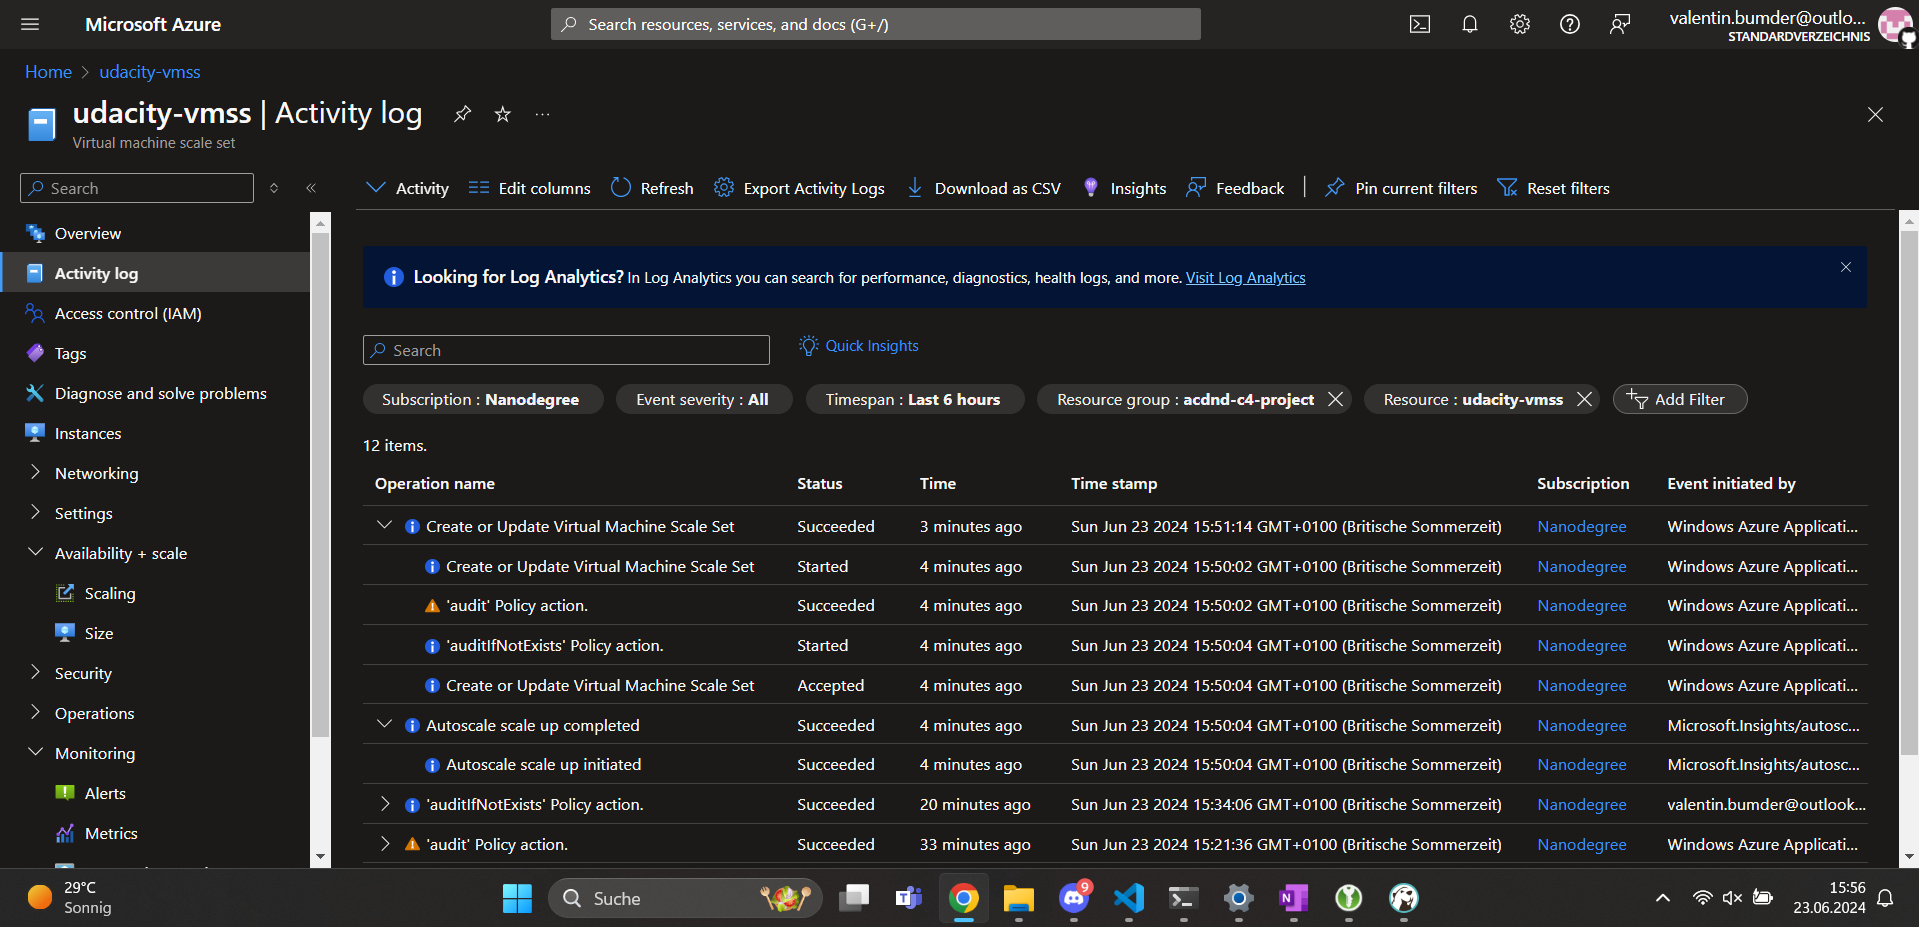 Microsoft Azure
Search resources, services, and docs (G+/)
valentin.bumder@outlo...
STANDARDVERZEICHNIS
Home > udacity-vmss
udacity-vmss | Activity log
Virtual machine scale set
Search
Activity
Edit columns
Refresh
Export Activity Logs
Download as CSV
Insights
Feedback
Pin current filters
Reset filters
Overview
Activity log
Access control (IAM)
Tags
Diagnose and solve problems
Instances
Networking
Settings
Availability + scale
Scaling
Size
Security
Operations
Monitoring
Alerts
Metrics
Looking for Log Analytics? In Log Analytics you can search for performance, diagnostics, health logs, and more. Visit Log Analytics
Search
Quick Insights
Subscription : Nanodegree
Event severity : All
Timespan : Last 6 hours
Resource group : acdnd-c4-project
Resource : udacity-vmss
Add Filter
12 items.
Operation name Status Time Time stamp Subscription Event initiated by
Create or Update Virtual Machine Scale Set Succeeded 3 minutes ago Sun Jun 23 2024 15:51:14 GMT+0100 (Britische Sommerzeit) Nanodegree Windows Azure Applicati...
Create or Update Virtual Machine Scale Set Started 4 minutes ago Sun Jun 23 2024 15:50:02 GMT+0100 (Britische Sommerzeit) Nanodegree Windows Azure Applicati...
'audit' Policy action. Succeeded 4 minutes ago Sun Jun 23 2024 15:50:02 GMT+0100 (Britische Sommerzeit) Nanodegree Windows Azure Applicati...
'auditIfNotExists' Policy action. Started 4 minutes ago Sun Jun 23 2024 15:50:04 GMT+0100 (Britische Sommerzeit) Nanodegree Windows Azure Applicati...
Create or Update Virtual Machine Scale Set Accepted 4 minutes ago Sun Jun 23 2024 15:50:04 GMT+0100 (Britische Sommerzeit) Nanodegree Windows Azure Applicati...
Autoscale scale up completed Succeeded 4 minutes ago Sun Jun 23 2024 15:50:04 GMT+0100 (Britische Sommerzeit) Nanodegree Microsoft.Insights/autosc...
Autoscale scale up initiated Succeeded 4 minutes ago Sun Jun 23 2024 15:50:04 GMT+0100 (Britische Sommerzeit) Nanodegree Microsoft.Insights/autosc...
'auditIfNotExists' Policy action. Succeeded 20 minutes ago Sun Jun 23 2024 15:34:06 GMT+0100 (Britische Sommerzeit) Nanodegree valentin.bumder@outlook...
'audit' Policy action. Succeeded 33 minutes ago Sun Jun 23 2024 15:21:36 GMT+0100 (Britische Sommerzeit) Nanodegree Windows Azure Applicati...
29°C
Sonnig
Suche
9
15:56
23.06.2024